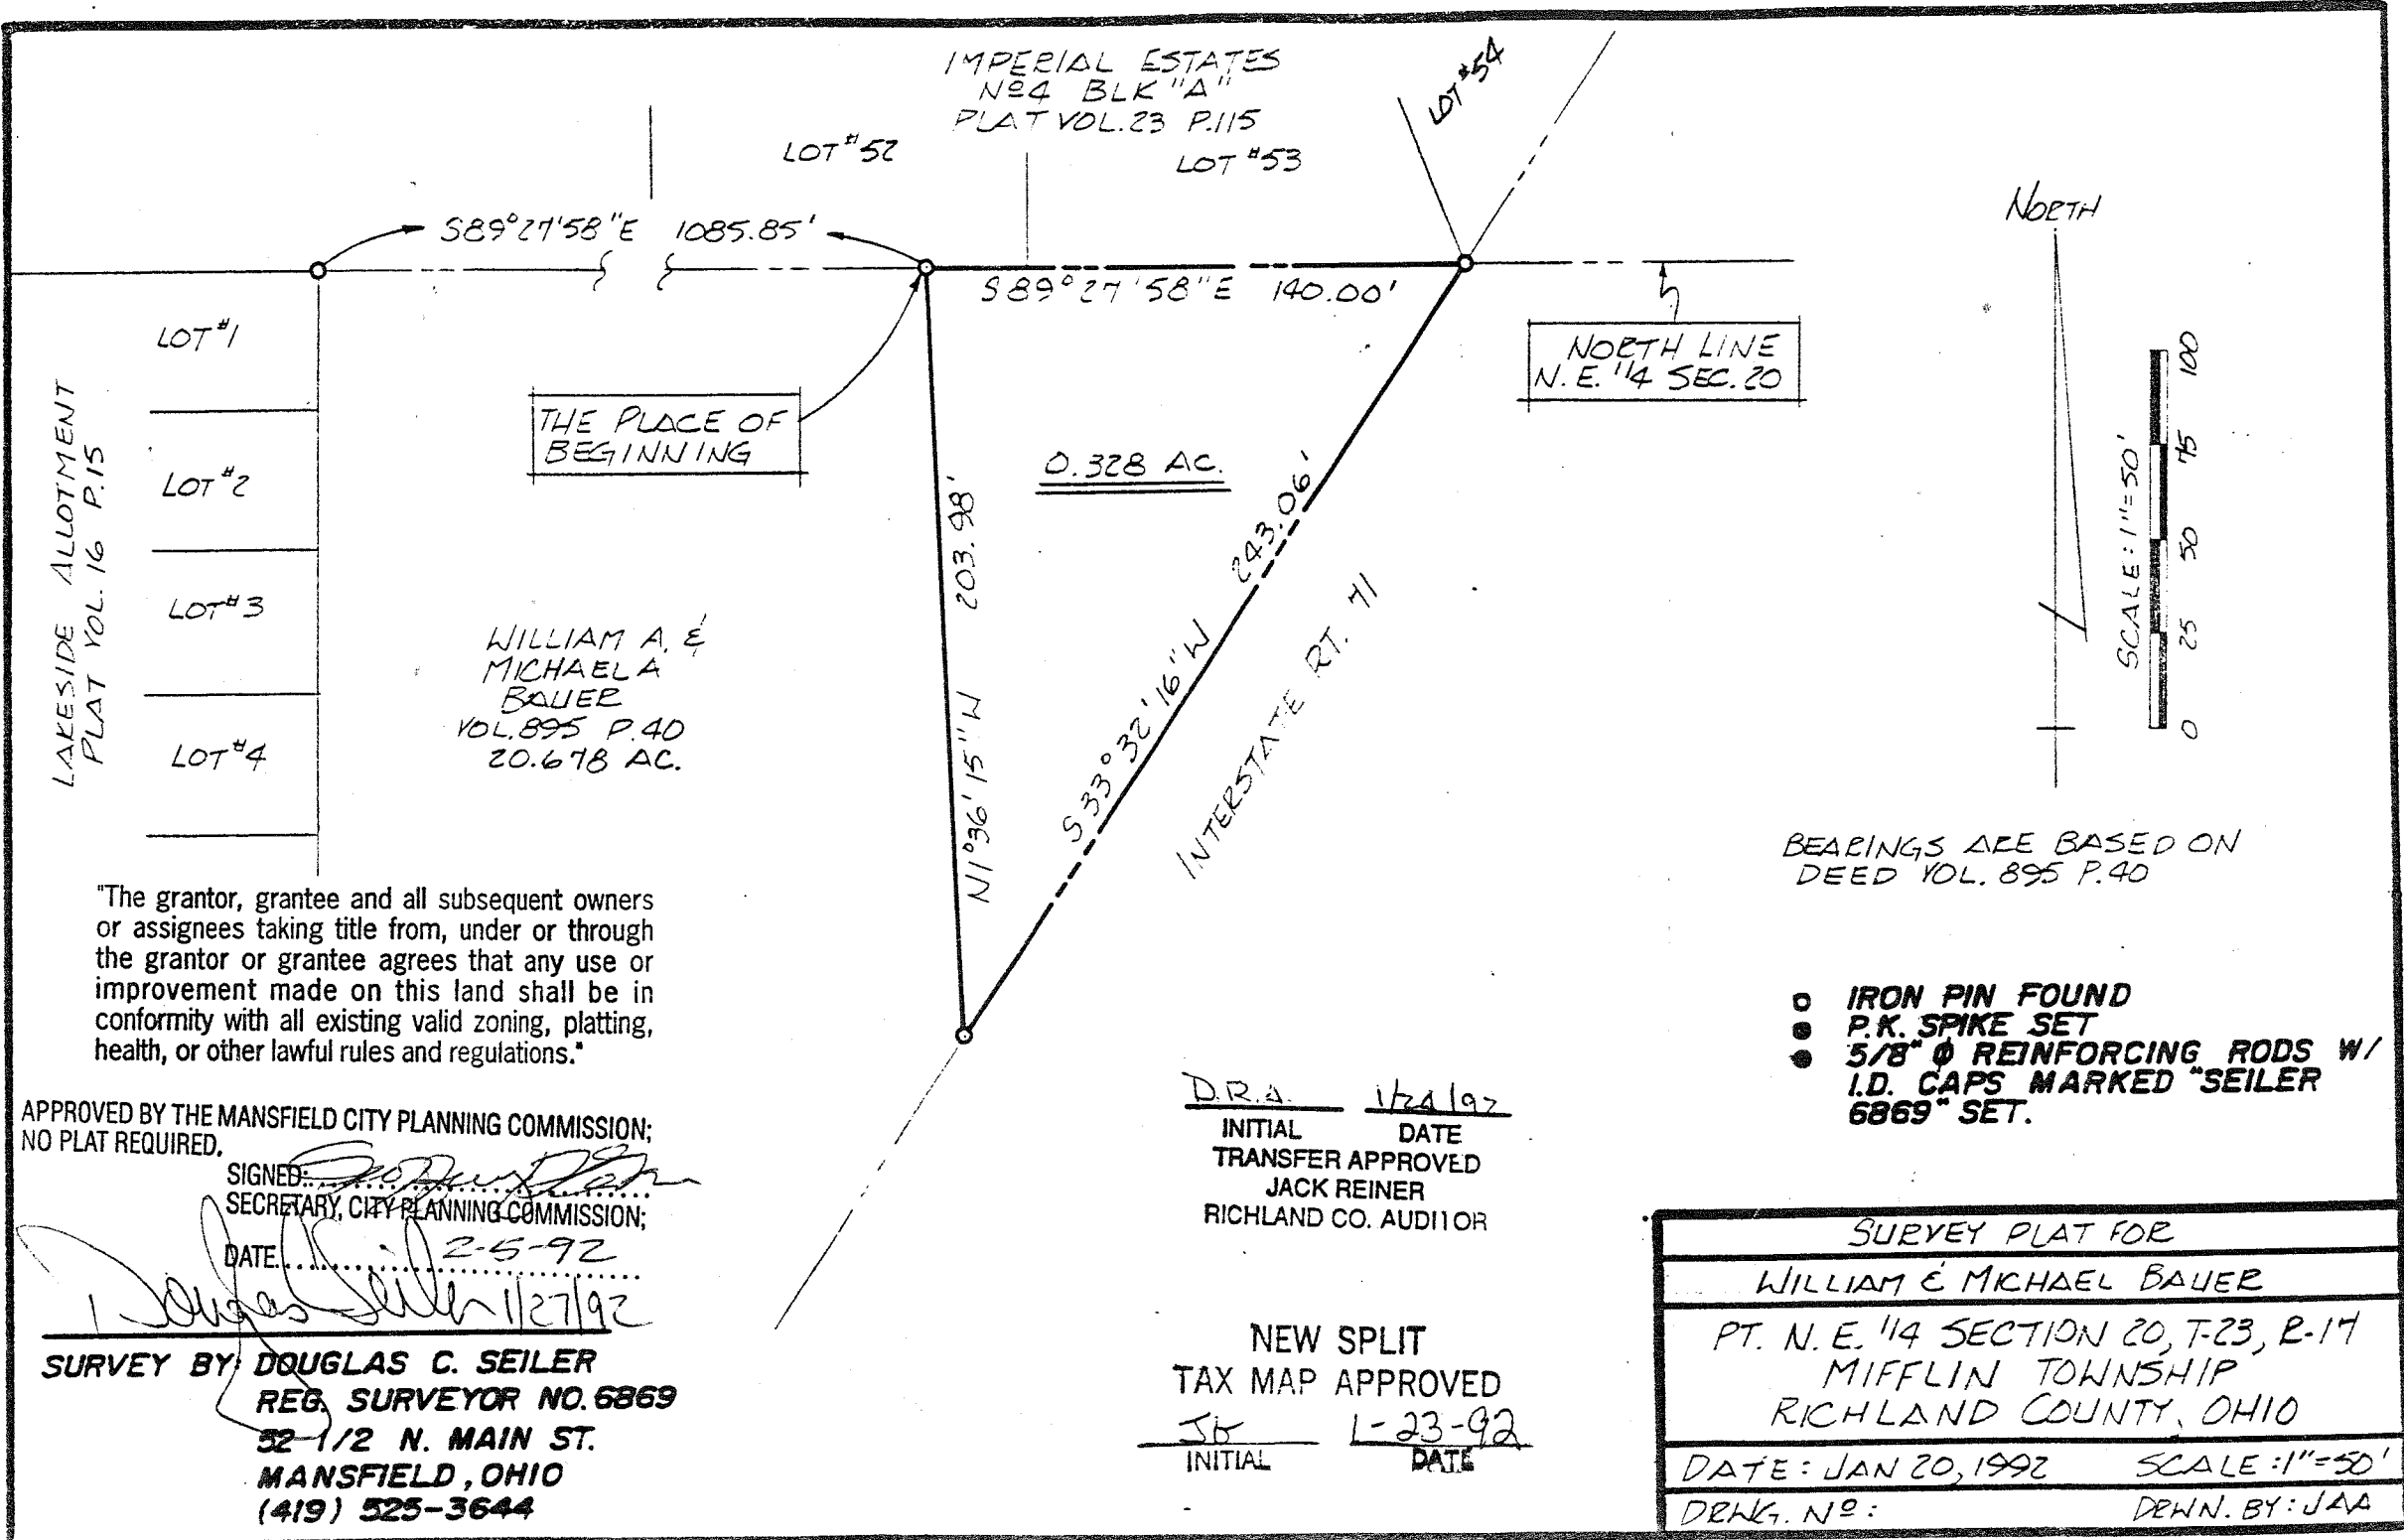 IMPERIAL ESTATES
Nº4 BLK "A"
PLAT VOL.23 P.115
LOT #52
LOT #53
LOT #54
S89°27'58"E 1085.85'
S89°27'58"E 140.00'
NORTH
NORTH LINE
N.E. 1/4 SEC. 20
LOT #1
LOT #2
LOT #3
LOT #4
LAKESIDE ALLOTMENT
PLAT VOL. 16 P.15
THE PLACE OF
BEGINNING
0.328 AC.
N1°36'15"W 203.98'
S33°32'16"W 243.06'
INTERSTATE RT. 71
WILLIAM A. &
MICHAEL A
BAUER
VOL.895 P.40
20.678 AC.
SCALE: 1"=50'
0 25 50 75 100
BEARINGS ARE BASED ON
DEED VOL. 895 P.40
"The grantor, grantee and all subsequent owners
or assignees taking title from, under or through
the grantor or grantee agrees that any use or
improvement made on this land shall be in
conformity with all existing valid zoning, platting,
health, or other lawful rules and regulations."
IRON PIN FOUND
P.K. SPIKE SET
5/8" Φ REINFORCING RODS W/
I.D. CAPS MARKED "SEILER
6869" SET.
APPROVED BY THE MANSFIELD CITY PLANNING COMMISSION;
NO PLAT REQUIRED.
SIGNED:
SECRETARY, CITY PLANNING COMMISSION;
DATE 2-5-92
Douglas Seiler 1/27/92
SURVEY BY: DOUGLAS C. SEILER
REG. SURVEYOR NO. 6869
52-1/2 N. MAIN ST.
MANSFIELD, OHIO
(419) 525-3644
D.R.A. 1/24/92
INITIAL DATE
TRANSFER APPROVED
JACK REINER
RICHLAND CO. AUDITOR
NEW SPLIT
TAX MAP APPROVED
1-23-92
INITIAL DATE
SURVEY PLAT FOR
WILLIAM & MICHAEL BAUER
PT. N.E. 1/4 SECTION 20, T-23, R-17
MIFFLIN TOWNSHIP
RICHLAND COUNTY, OHIO
DATE: JAN 20, 1992 SCALE: 1"=50'
DRWG. Nº: DRWN. BY: JAA